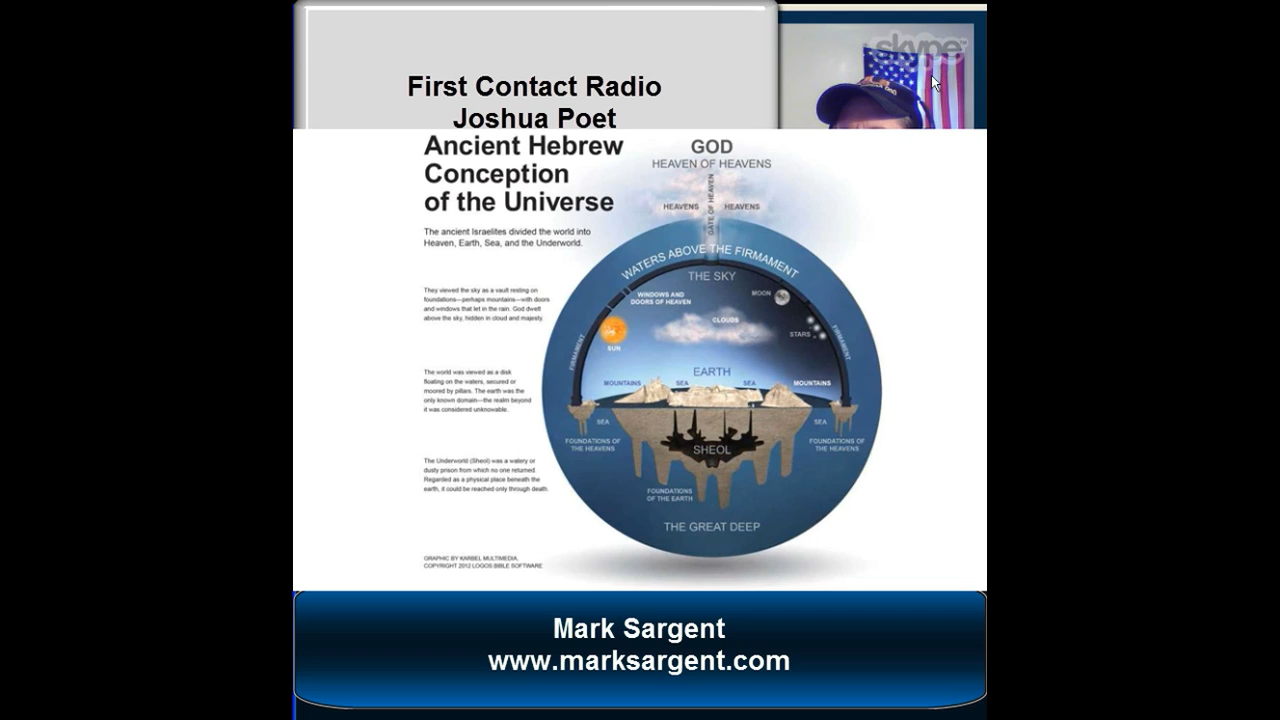 skype™
First Contact Radio
Joshua Poet
Ancient Hebrew
Conception
of the Universe
The ancient Israelites divided the world into
Heaven, Earth, Sea, and the Underworld.
They viewed the sky as a vault resting on
foundations—perhaps mountains—with doors
and windows that let in the rain. God dwelt
above the sky, hidden in cloud and majesty.
The world was viewed as a disk
floating on the waters, secured or
moored by pillars. The earth was the
only known domain—the realm beyond
it was considered unknowable.
The Underworld (Sheol) was a watery or
dusty prison from which no one returned.
Regarded as a physical place beneath the
earth, it could be reached only through death.
GRAPHIC BY KARBEL MULTIMEDIA,
COPYRIGHT 2012 LOGOS BIBLE SOFTWARE
GOD
HEAVEN OF HEAVENS
GATE OF HEAVEN
HEAVENS
HEAVENS
WATERS ABOVE THE FIRMAMENT
THE SKY
WINDOWS AND
DOORS OF HEAVEN
MOON
CLOUDS
STARS
SUN
FIRMAMENT
FIRMAMENT
EARTH
MOUNTAINS
SEA
SEA
MOUNTAINS
SEA
SEA
FOUNDATIONS OF
THE HEAVENS
SHEOL
FOUNDATIONS OF
THE HEAVENS
FOUNDATIONS
OF THE EARTH
THE GREAT DEEP
Mark Sargent
www.marksargent.com